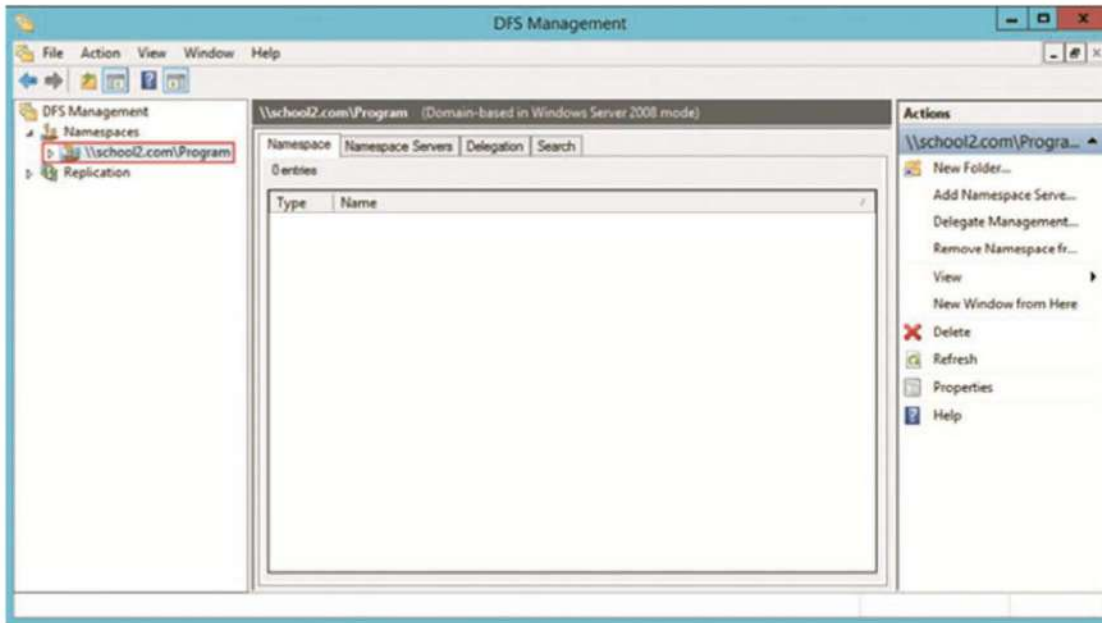 DFS Management
File Action View Window Help
DFS Management
Namespaces
\\school2.com\Program
Replication
\\school2.com\Program (Domain-based in Windows Server 2008 mode)
Namespace Namespace Servers Delegation Search
0 entries
Type Name
Actions
\\school2.com\Progra...
New Folder...
Add Namespace Serve...
Delegate Management...
Remove Namespace fr...
View
New Window from Here
Delete
Refresh
Properties
Help